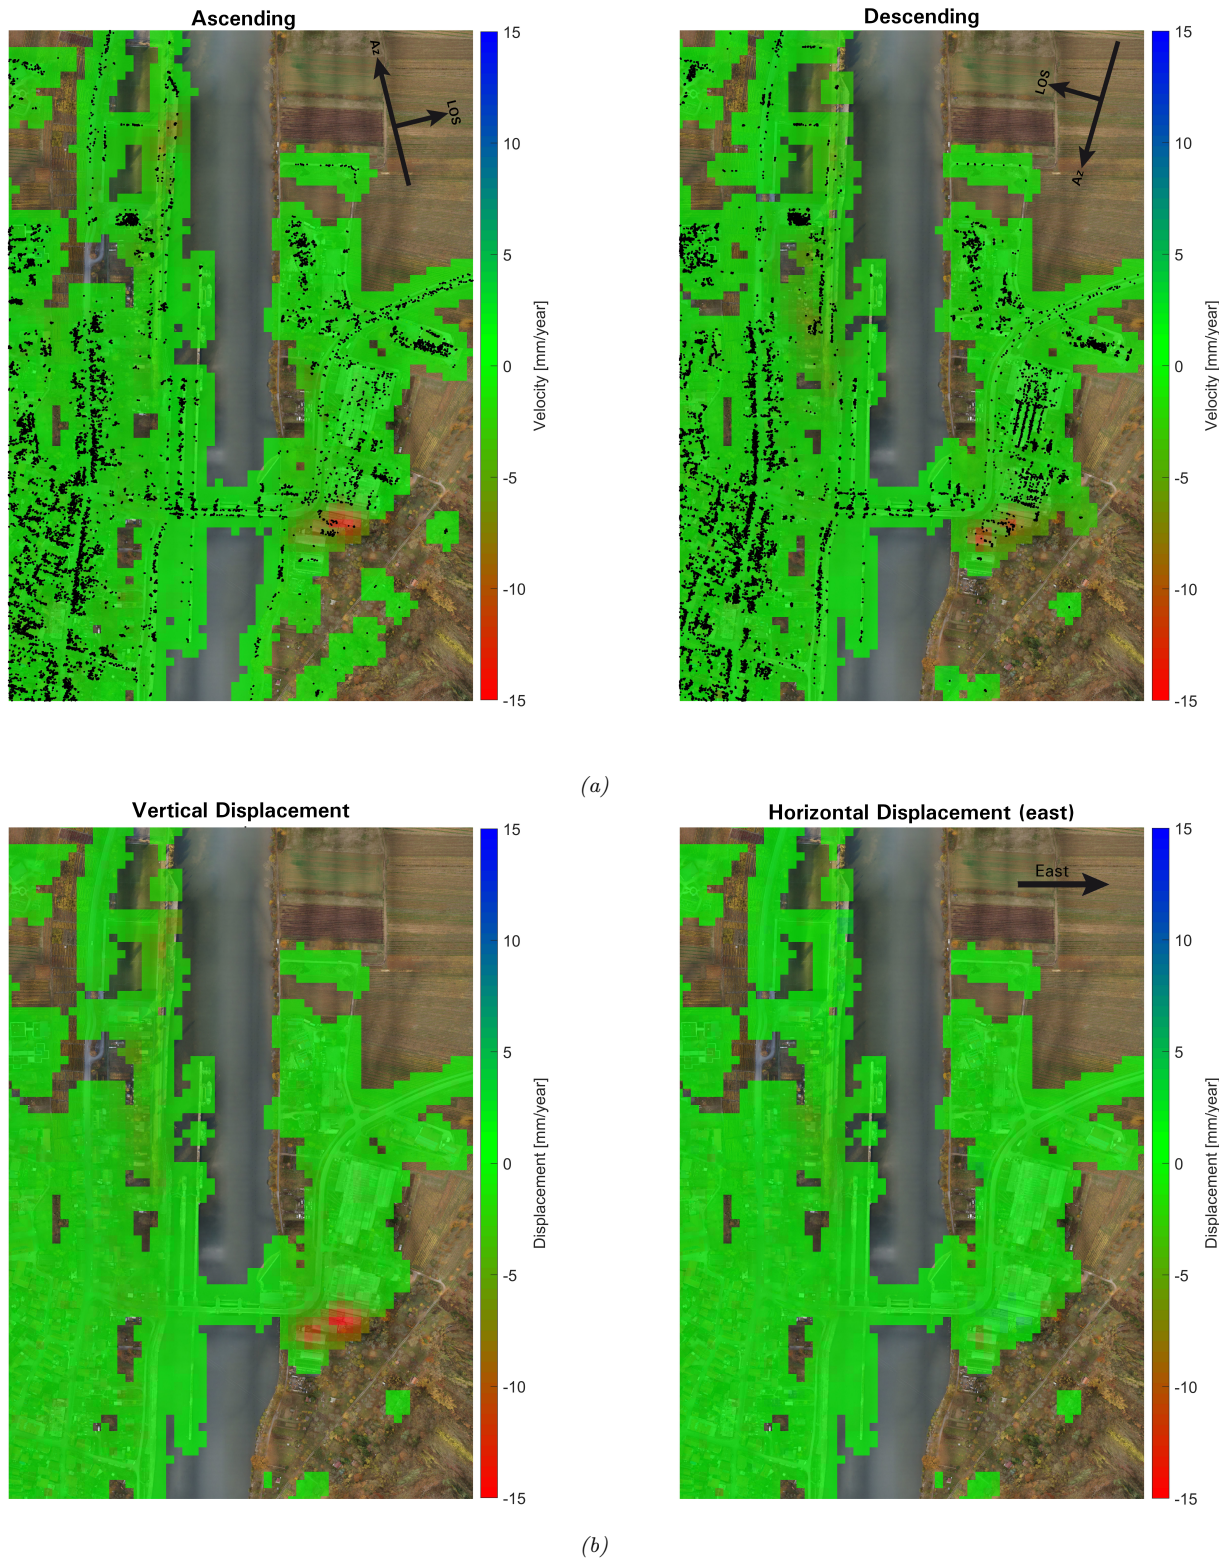 Ascending
15
10
5
0
-5
-10
-15
Velocity [mm/year]
Az
LOS
Descending
15
10
5
0
-5
-10
-15
Velocity [mm/year]
LOS
Az
(a)
Vertical Displacement
15
10
5
0
-5
-10
-15
Displacement [mm/year]
Horizontal Displacement (east)
East
15
10
5
0
-5
-10
-15
Displacement [mm/year]
(b)